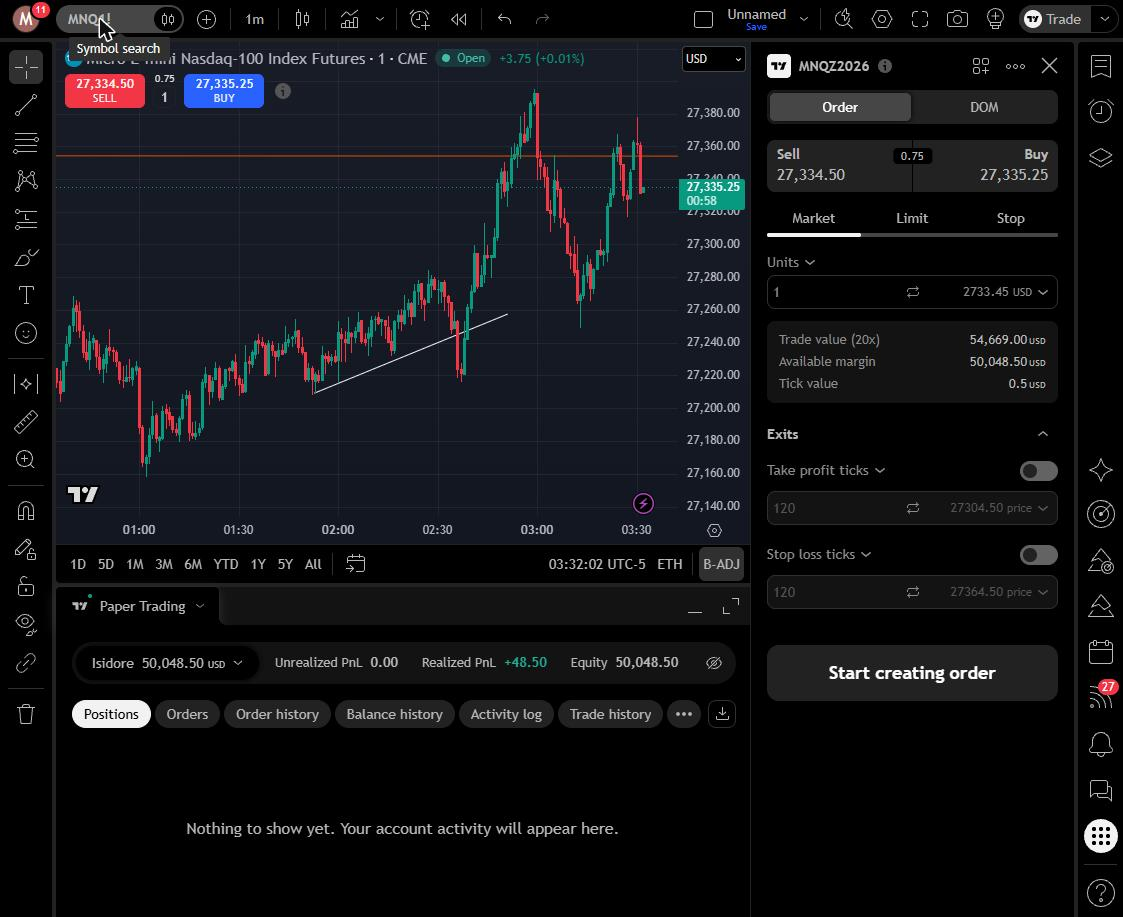 M 11 MNQ1! 1m Unnamed Save Trade
Symbol search
Micro E-mini Nasdaq-100 Index Futures · 1 · CME Open +3.75 (+0.01%) USD
27,334.50 SELL 0.75 1 27,335.25 BUY
27,380.00
27,360.00
27,340.00
27,335.25
00:58
27,320.00
27,300.00
27,280.00
27,260.00
27,240.00
27,220.00
27,200.00
27,180.00
27,160.00
27,140.00
01:00 01:30 02:00 02:30 03:00 03:30
1D 5D 1M 3M 6M YTD 1Y 5Y All 03:32:02 UTC-5 ETH B-ADJ
Paper Trading
Isidore 50,048.50 USD Unrealized PnL 0.00 Realized PnL +48.50 Equity 50,048.50
Positions Orders Order history Balance history Activity log Trade history
Nothing to show yet. Your account activity will appear here.
MNQZ2026
Order DOM
Sell 0.75 Buy
27,334.50 27,335.25
Market Limit Stop
Units
1 2733.45 USD
Trade value (20x) 54,669.00 USD
Available margin 50,048.50 USD
Tick value 0.5 USD
Exits
Take profit ticks
120 27304.50 price
Stop loss ticks
120 27364.50 price
Start creating order
27